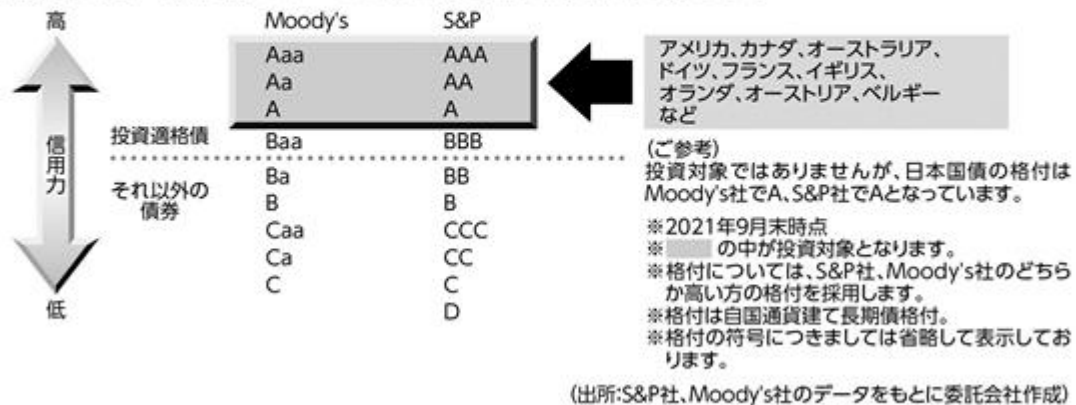 高
Moody's S&P
Aaa AAA
Aa AA
A A
投資適格債 Baa BBB
信用力
それ以外の
債券
Ba BB
B B
Caa CCC
Ca CC
C C
D
低
アメリカ、カナダ、オーストラリア、
ドイツ、フランス、イギリス、
オランダ、オーストリア、ベルギー
など
(ご参考)
投資対象ではありませんが、日本国債の格付は
Moody's社でA、S&P社でAとなっています。
※2021年9月末時点
※ の中が投資対象となります。
※格付については、S&P社、Moody's社のどちら
か高い方の格付を採用します。
※格付は自国通貨建て長期債格付。
※格付の符号につきましては省略して表示してお
ります。
(出所:S&P社、Moody's社のデータをもとに委託会社作成)